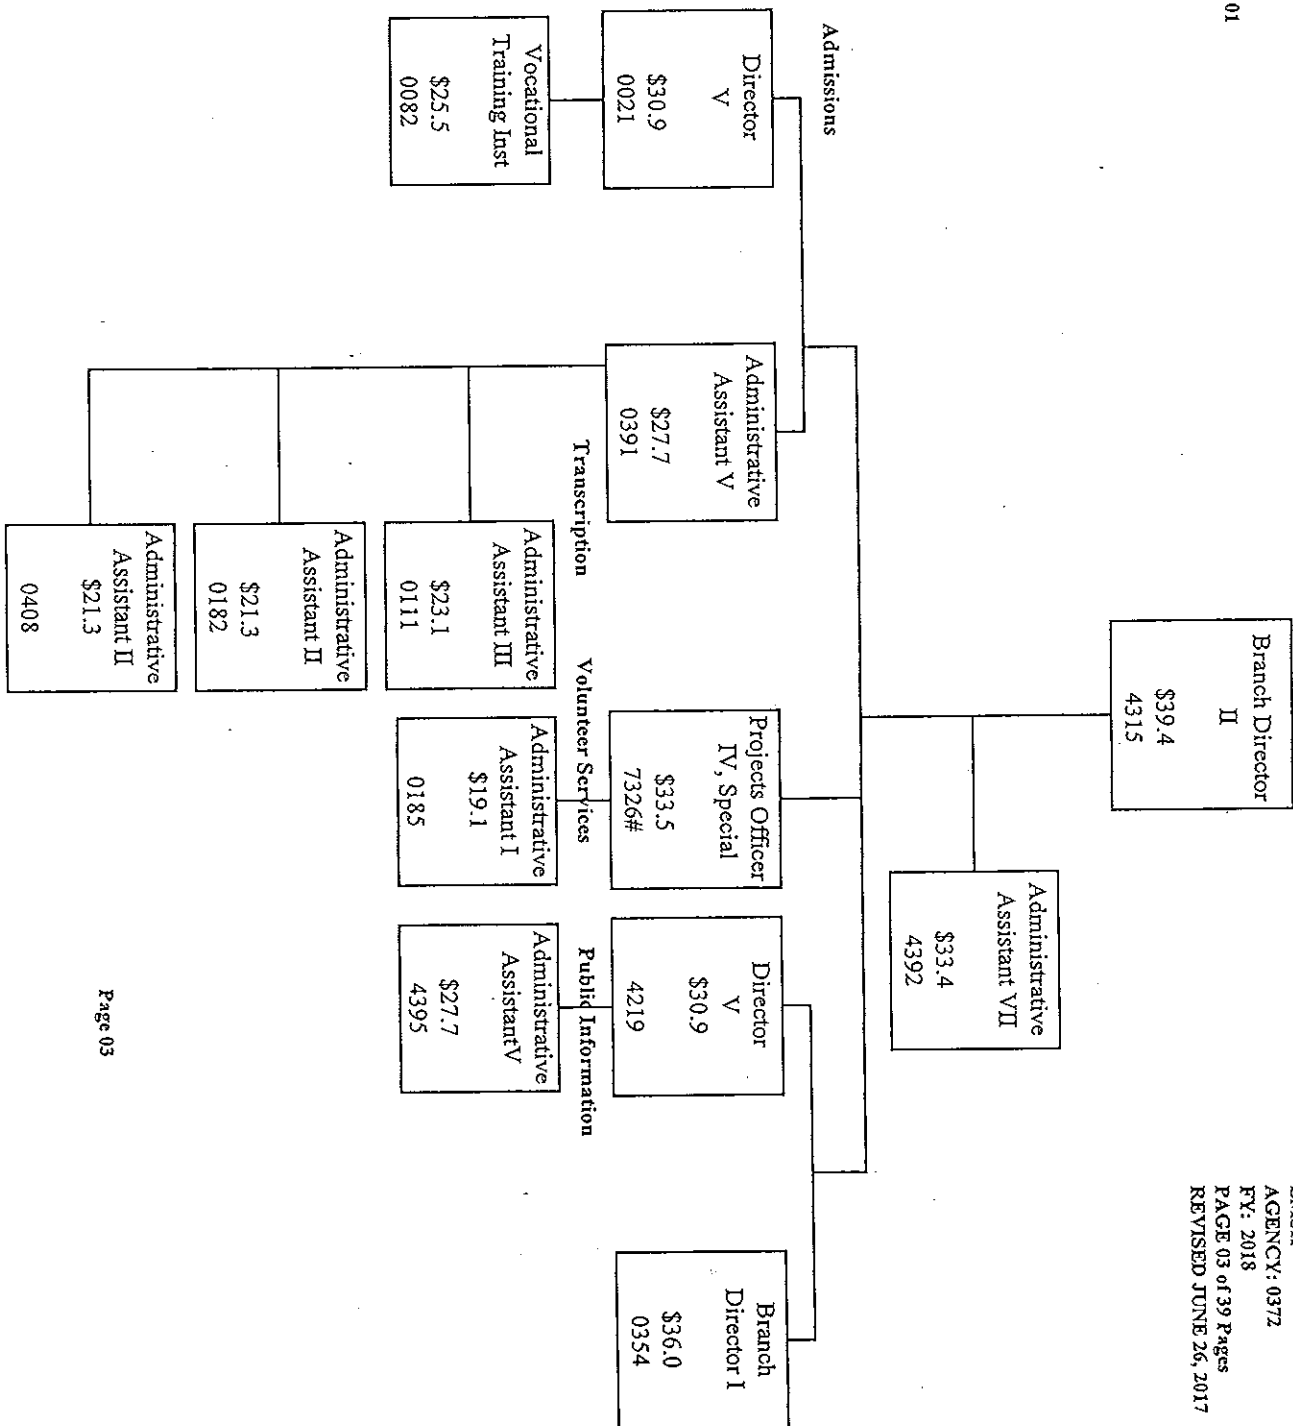 01
AGENCY: 0372
FY: 2018
PAGE 03 of 39 Pages
REVISED JUNE 26, 2017
Branch Director
II
$39.4
4315
Administrative
Assistant VII
$33.4
4392
Admissions
Director
V
$30.9
0021
Vocational
Training Inst
$25.5
0082
Administrative
Assistant V
$27.7
0391
Transcription
Administrative
Assistant III
$23.1
0111
Administrative
Assistant II
$21.3
0182
Administrative
Assistant II
$21.3
0408
Projects Officer
IV, Special
$33.5
7326#
Volunteer Services
Administrative
Assistant I
$19.1
0185
Director
V
$30.9
4219
Public Information
Administrative
AssistantV
$27.7
4395
Branch
Director I
$36.0
0354
Page 03